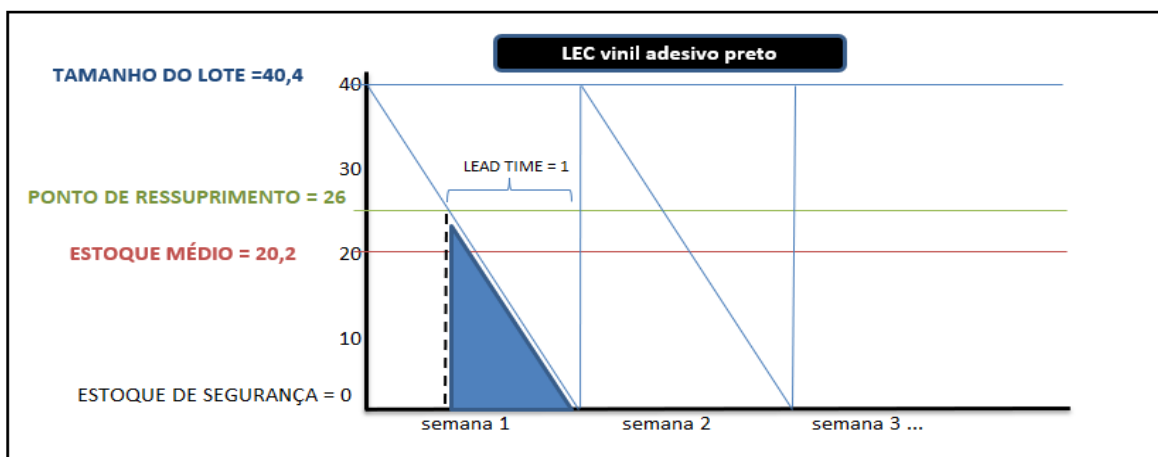 LEC vinil adesivo preto
TAMANHO DO LOTE =40,4
40
30
LEAD TIME = 1
PONTO DE RESSUPRIMENTO = 26
ESTOQUE MÉDIO = 20,2
20
10
ESTOQUE DE SEGURANÇA = 0
semana 1
semana 2
semana 3 ...